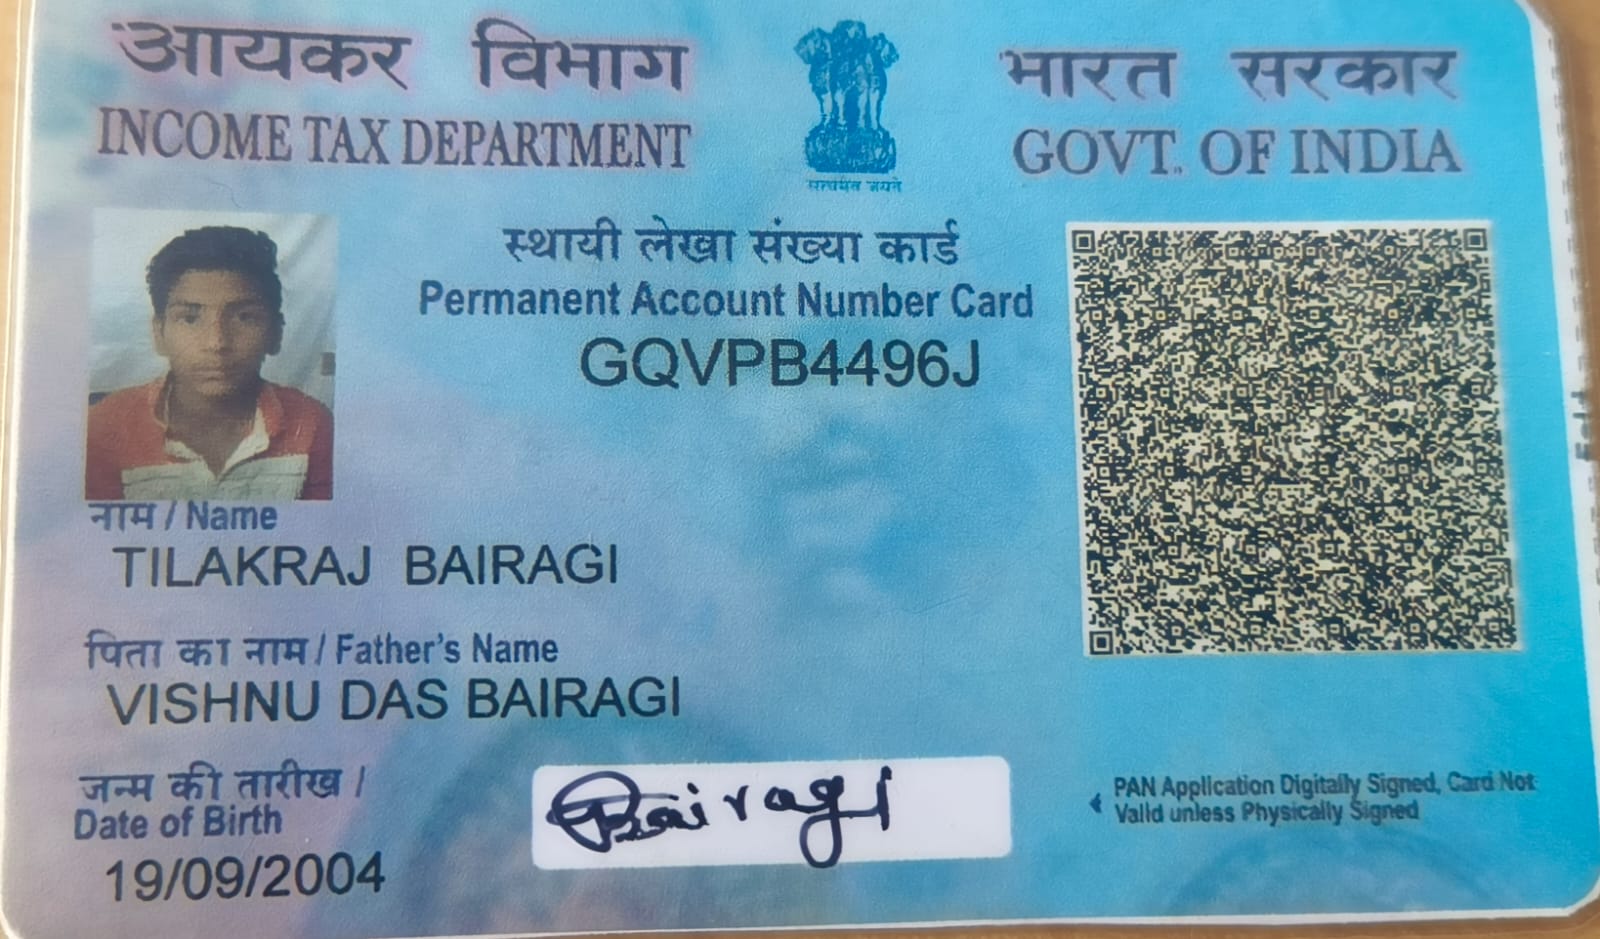 आयकर विभाग
INCOME TAX DEPARTMENT
सत्यमेव जयते
भारत सरकार
GOVT. OF INDIA
स्थायी लेखा संख्या कार्ड
Permanent Account Number Card
GQVPB4496J
नाम / Name
TILAKRAJ BAIRAGI
पिता का नाम / Father's Name
VISHNU DAS BAIRAGI
जन्म की तारीख /
Date of Birth
19/09/2004
Bairagi
PAN Application Digitally Signed, Card Not
Valid unless Physically Signed